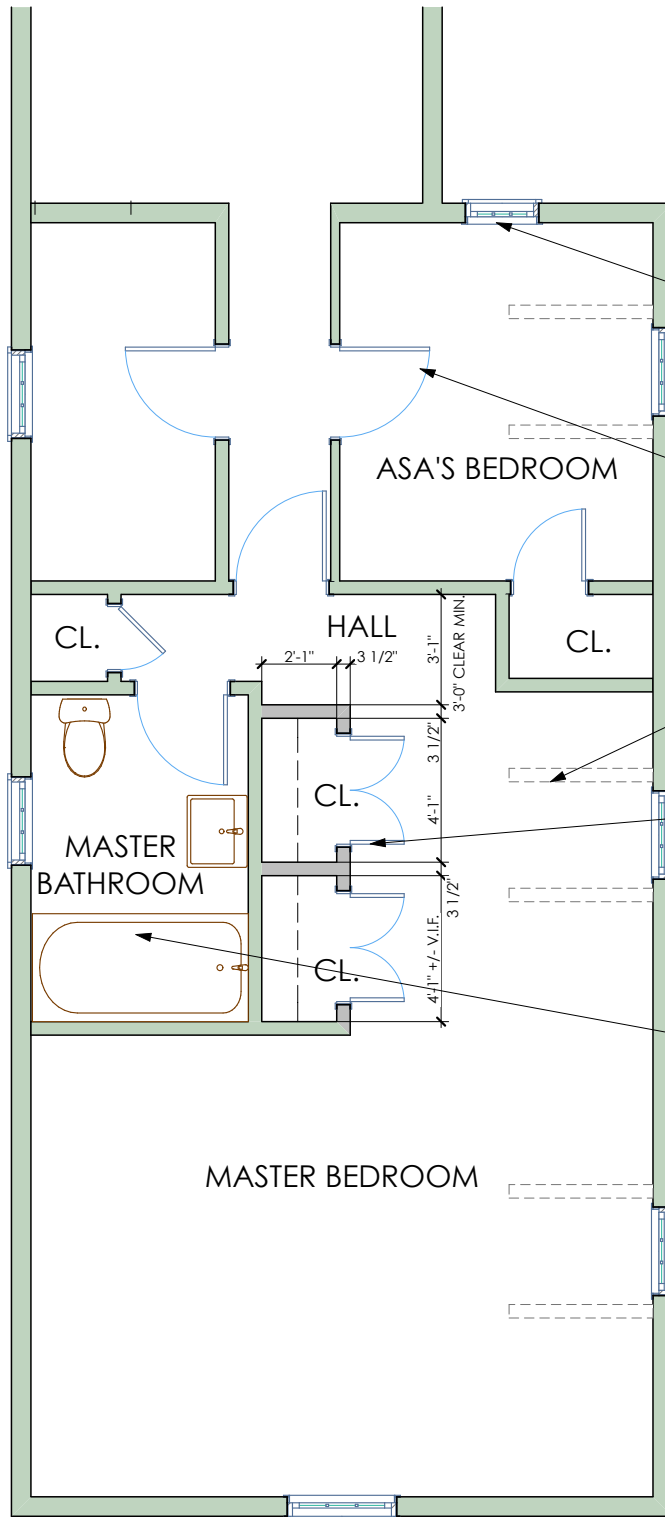 ASA'S BEDROOM
CL.
HALL
CL.
2'-1"
3 1/2"
3'-1"
3'-0" CLEAR MIN.
3 1/2"
CL.
4'-1"
MASTER
BATHROOM
3 1/2"
4'-1" +/- V.I.F.
CL.
MASTER BEDROOM